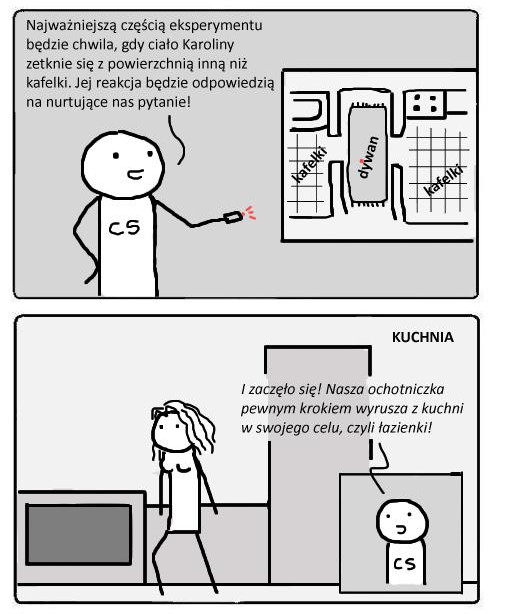 Najważniejszą częścią eksperymentu
będzie chwila, gdy ciało Karoliny
zetknie się z powierzchnią inną niż
kafelki. Jej reakcja będzie odpowiedzią
na nurtujące nas pytanie!
kafelki
dywan
kafelki
CS
KUCHNIA
I zaczęło się! Nasza ochotniczka
pewnym krokiem wyrusza z kuchni
w swojego celu, czyli łazienki!
CS